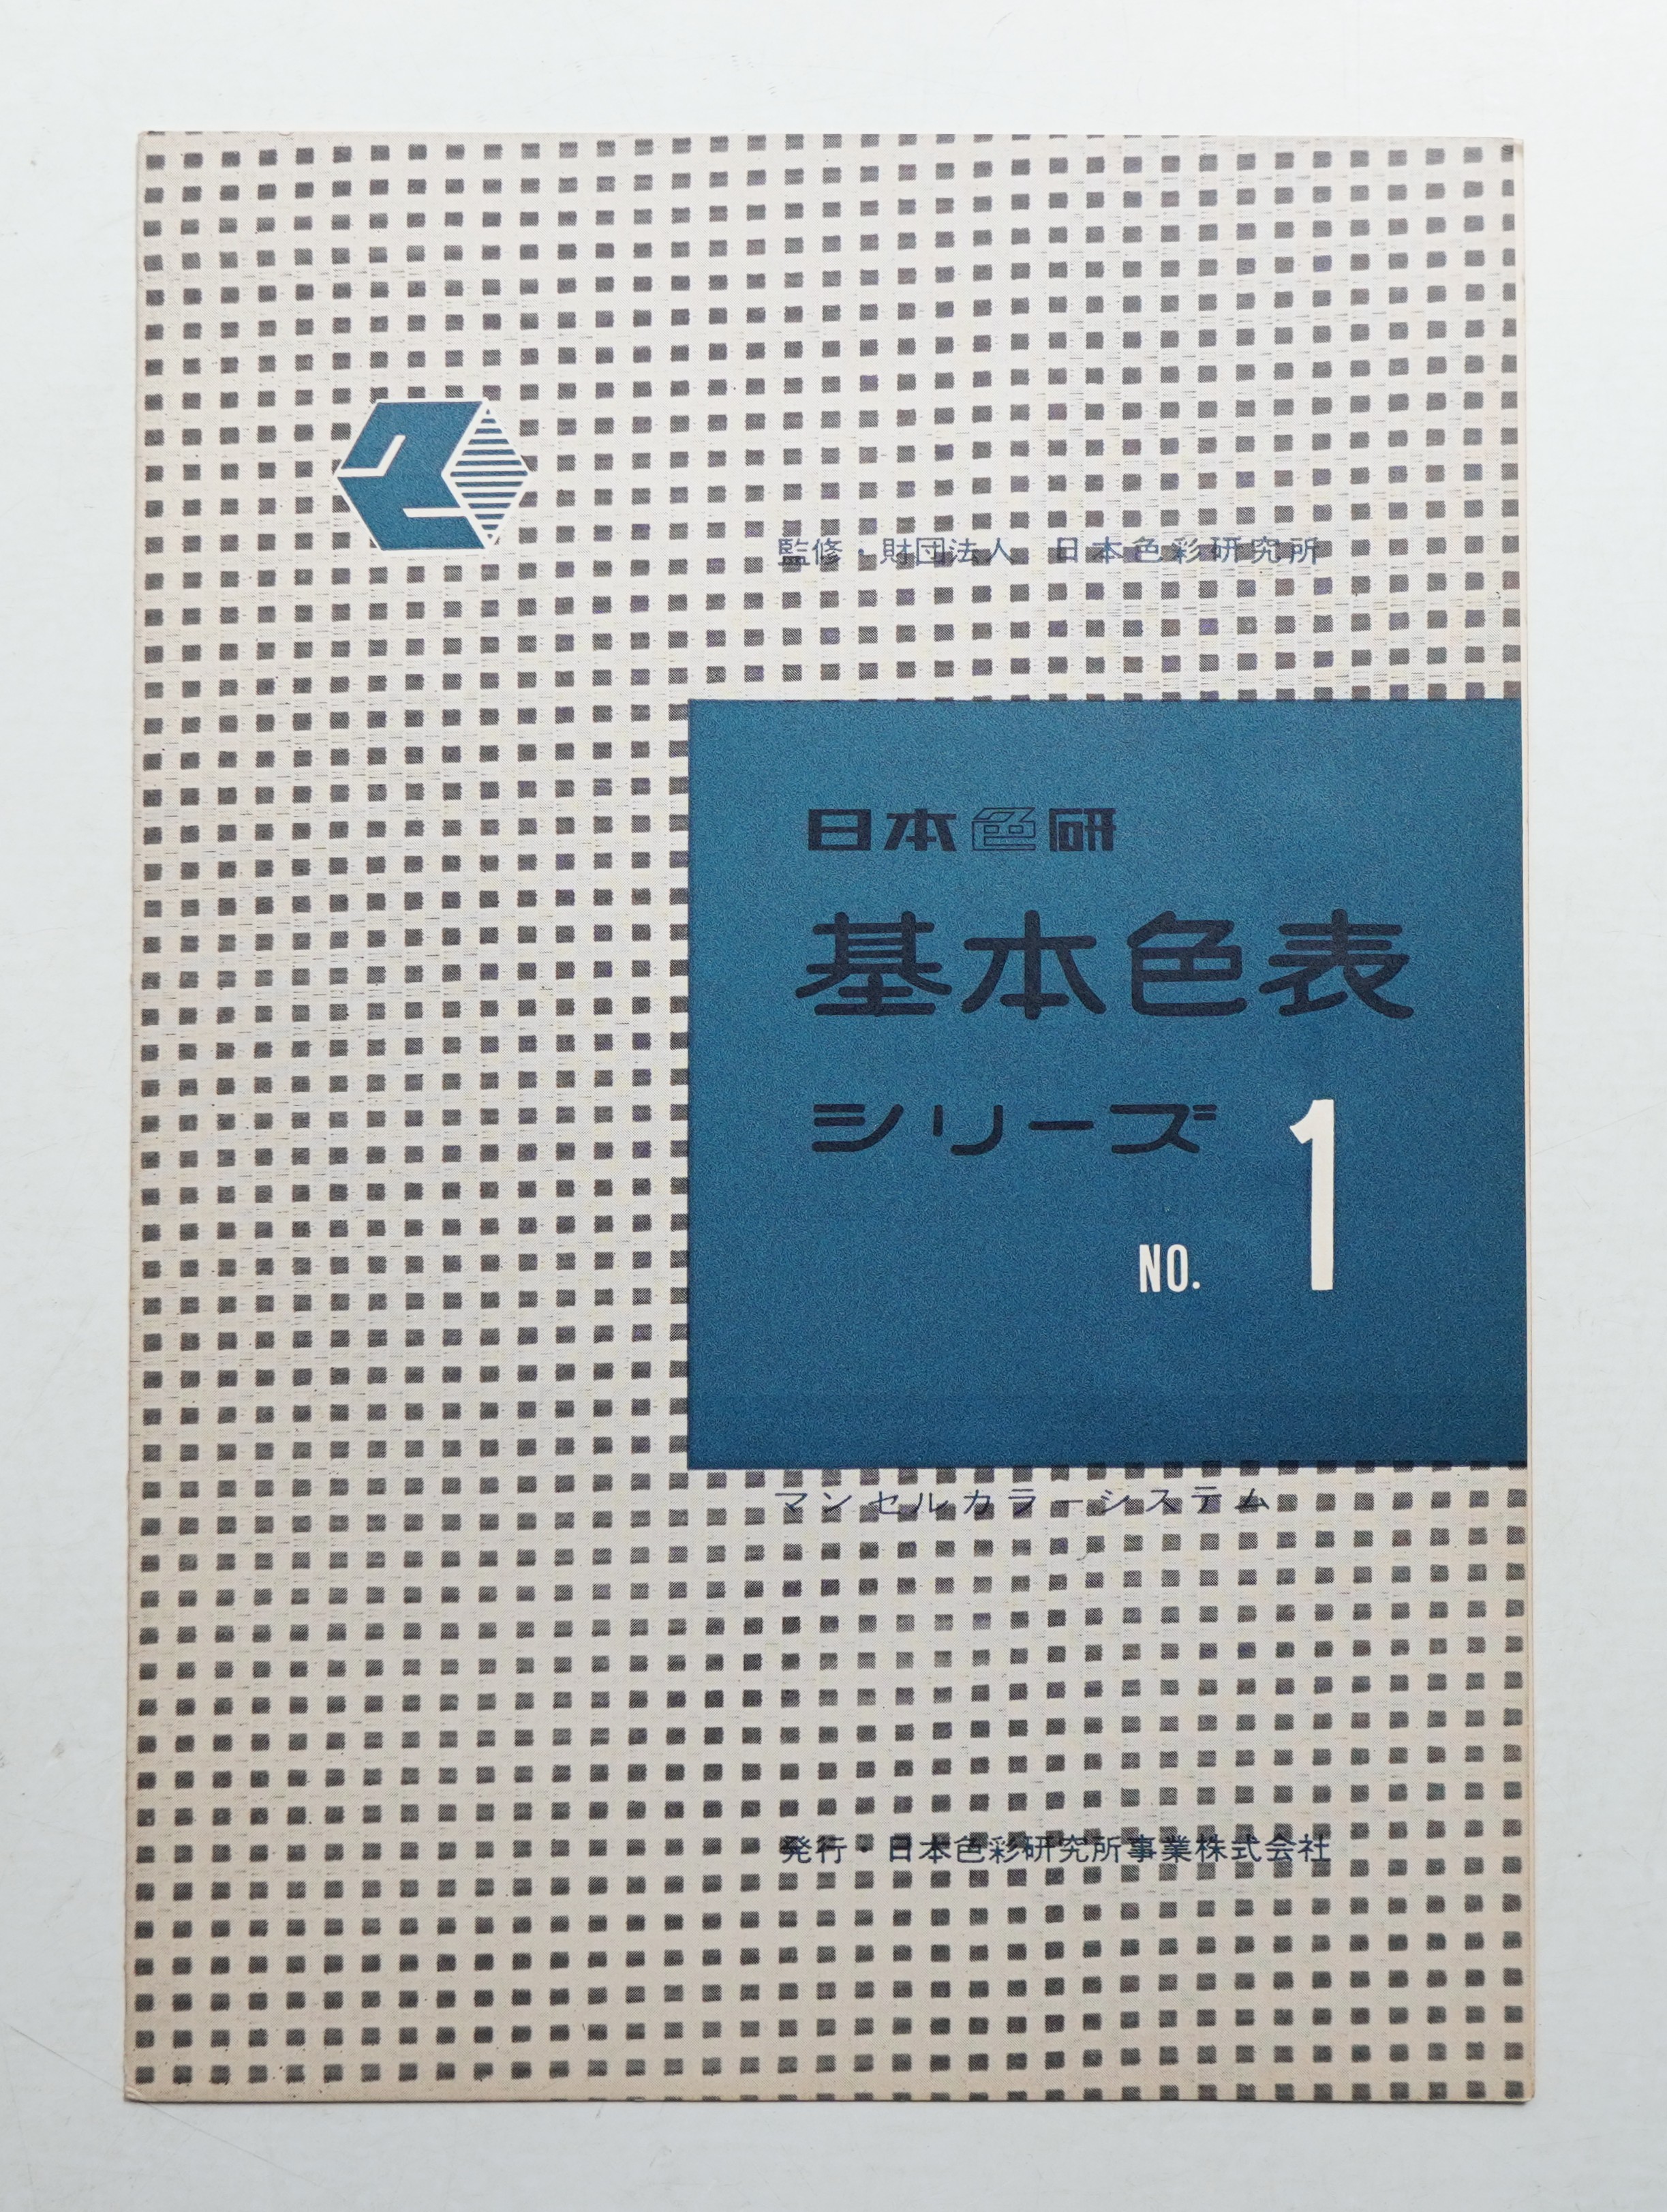 監修・財団法人 日本色彩研究所
日本色研
基本色表
シリーズ
NO. 1
マンセルカラーシステム
発行・日本色彩研究所事業株式会社